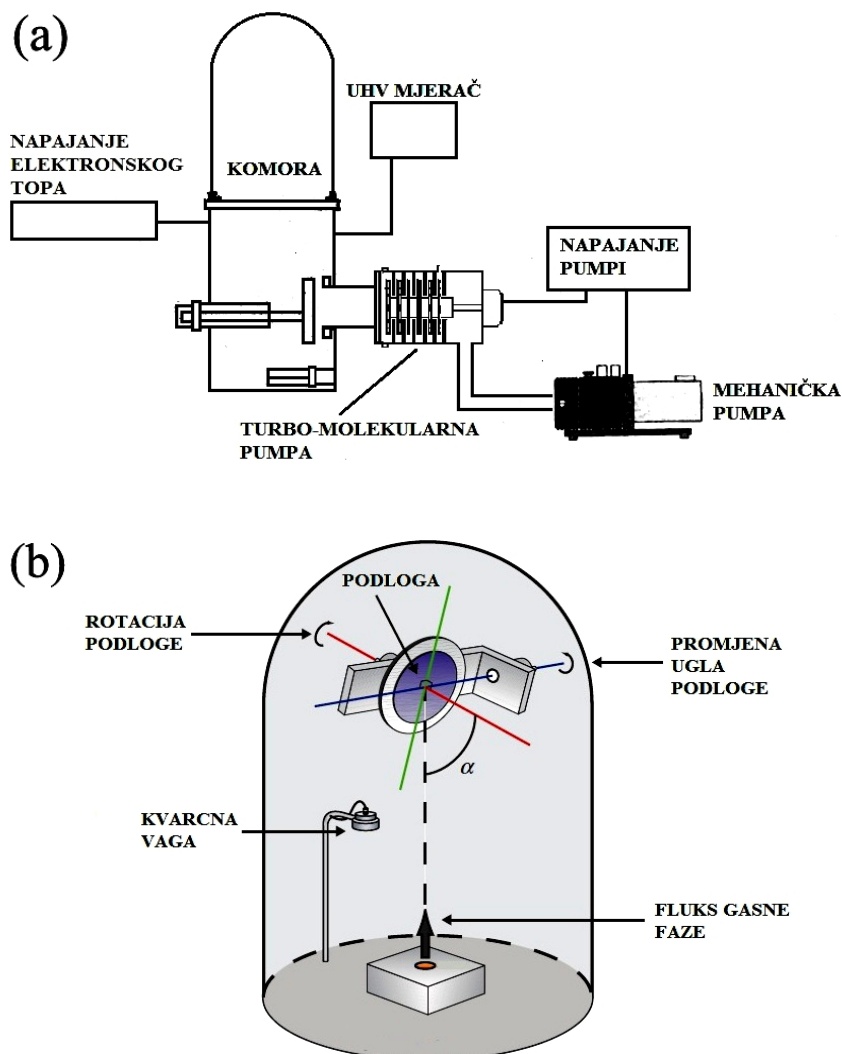 (a)
UHV MJERAČ
NAPAJANJE
ELEKTRONSKOG
TOPA
KOMORA
NAPAJANJE
PUMPI
MEHANIČKA
PUMPA
TURBO-MOLEKULARNA
PUMPA
(b)
PODLOGA
ROTACIJA
PODLOGE
PROMJENA
UGLA
PODLOGE
α
KVARCNA
VAGA
FLUKS GASNE
FAZE